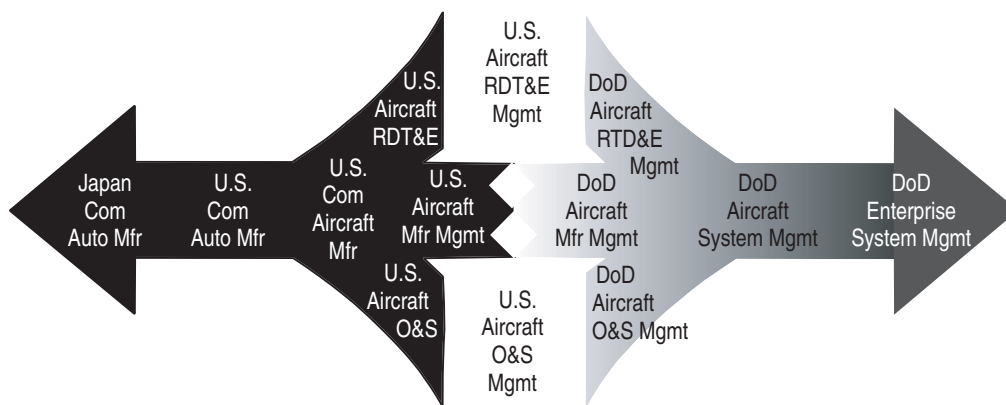 Japan
Com
Auto Mfr
U.S.
Com
Auto Mfr
U.S.
Com
Aircraft
Mfr
U.S.
Aircraft
RDT&E
U.S.
Aircraft
Mfr Mgmt
U.S.
Aircraft
O&S
U.S.
Aircraft
RDT&E
Mgmt
U.S.
Aircraft
O&S
Mgmt
DoD
Aircraft
RTD&E
Mgmt
DoD
Aircraft
Mfr Mgmt
DoD
Aircraft
O&S Mgmt
DoD
Aircraft
System Mgmt
DoD
Enterprise
System Mgmt